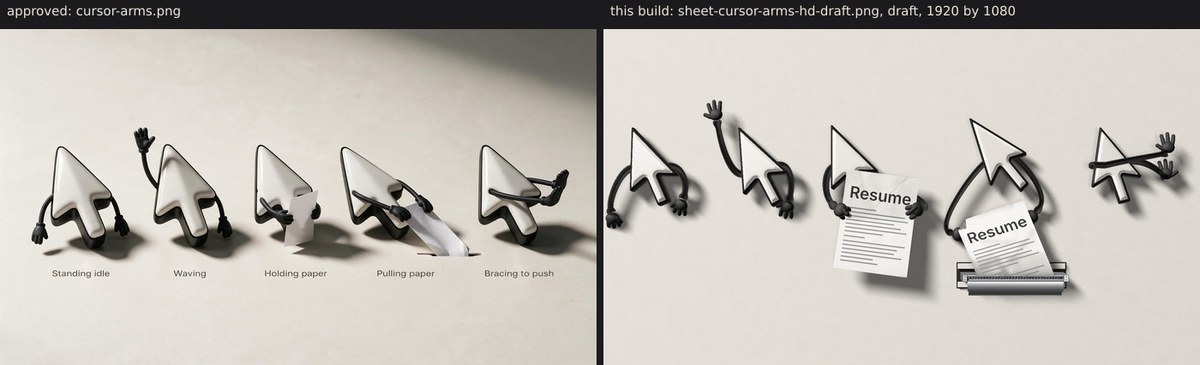 approved: cursor-arms.png
this build: sheet-cursor-arms-hd-draft.png, draft, 1920 by 1080
Standing idle
Waving
Holding paper
Pulling paper
Bracing to push
Resume
Resume